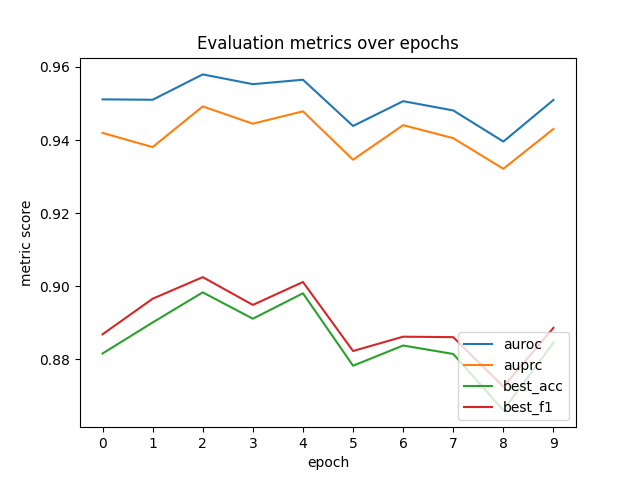 Evaluation metrics over epochs
0.96
0.94
0.92
0.90
0.88
metric score
auroc
auprc
best_acc
best_f1
0 1 2 3 4 5 6 7 8 9
epoch